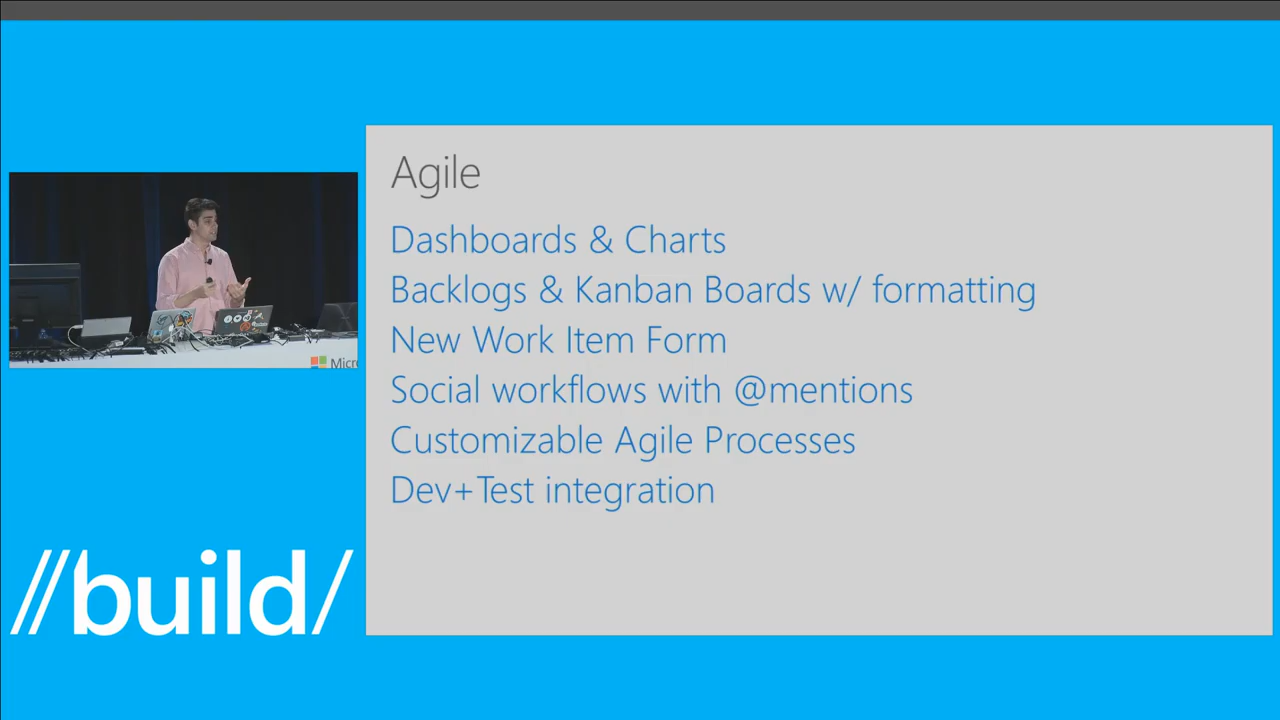 Agile
Dashboards & Charts
Backlogs & Kanban Boards w/ formatting
New Work Item Form
Social workflows with @mentions
Customizable Agile Processes
Dev+Test integration
//build/